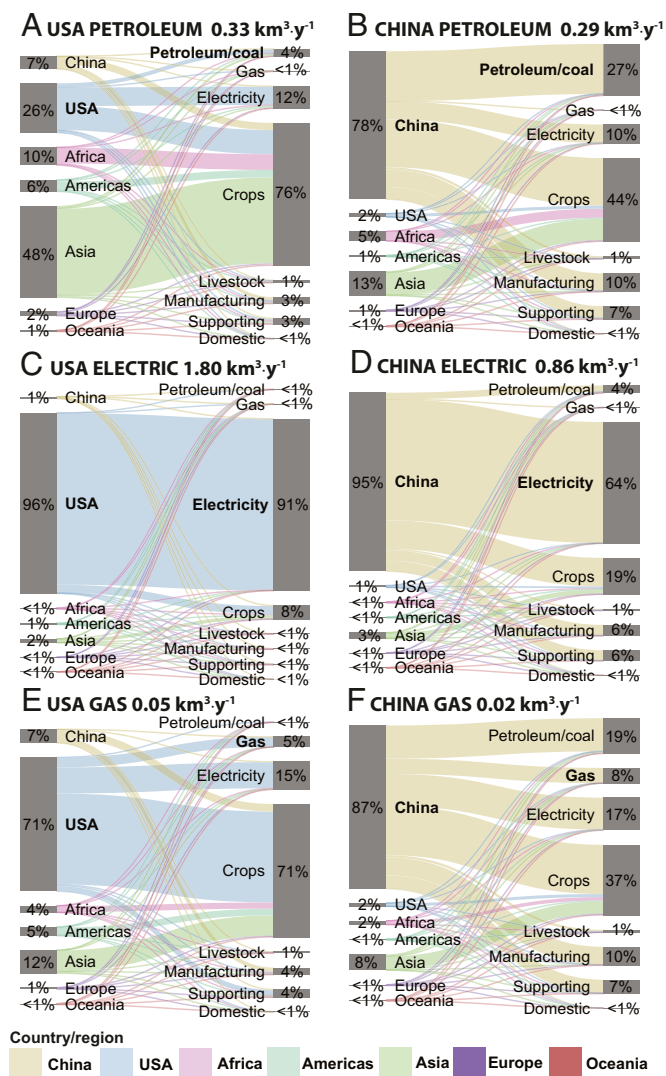 A USA PETROLEUM 0.33 km³·y⁻¹
7% China
26% USA
10% Africa
6% Americas
48% Asia
2% Europe
1% Oceania
Petroleum/coal 4%
Gas <1%
Electricity 12%
Crops 76%
Livestock 1%
Manufacturing 3%
Supporting 3%
Domestic <1%
B CHINA PETROLEUM 0.29 km³·y⁻¹
78% China
2% USA
5% Africa
1% Americas
13% Asia
1% Europe
<1% Oceania
Petroleum/coal 27%
Gas <1%
Electricity 10%
Crops 44%
Livestock 1%
Manufacturing 10%
Supporting 7%
Domestic <1%
C USA ELECTRIC 1.80 km³·y⁻¹
1% China
96% USA
<1% Africa
1% Americas
2% Asia
<1% Europe
<1% Oceania
Petroleum/coal <1%
Gas <1%
Electricity 91%
Crops 8%
Livestock <1%
Manufacturing <1%
Supporting <1%
Domestic <1%
D CHINA ELECTRIC 0.86 km³·y⁻¹
95% China
1% USA
<1% Africa
<1% Americas
3% Asia
<1% Europe
<1% Oceania
Petroleum/coal 4%
Gas <1%
Electricity 64%
Crops 19%
Livestock 1%
Manufacturing 6%
Supporting 6%
Domestic <1%
E USA GAS 0.05 km³·y⁻¹
7% China
71% USA
4% Africa
5% Americas
12% Asia
1% Europe
<1% Oceania
Petroleum/coal <1%
Gas 5%
Electricity 15%
Crops 71%
Livestock 1%
Manufacturing 4%
Supporting 4%
Domestic <1%
F CHINA GAS 0.02 km³·y⁻¹
87% China
2% USA
2% Africa
<1% Americas
8% Asia
<1% Europe
<1% Oceania
Petroleum/coal 19%
Gas 8%
Electricity 17%
Crops 37%
Livestock 1%
Manufacturing 10%
Supporting 7%
Domestic <1%
Country/region
China USA Africa Americas Asia Europe Oceania